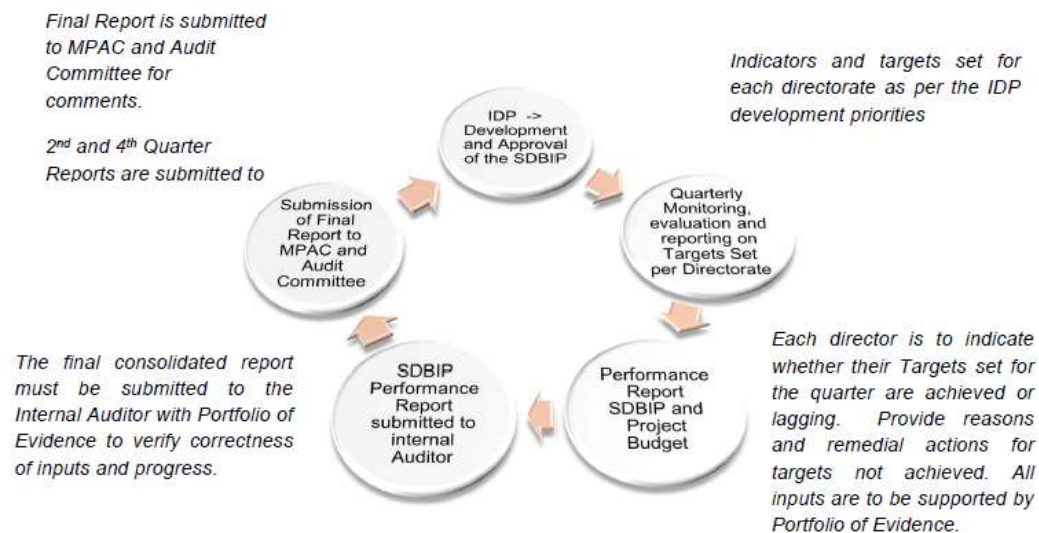 Final Report is submitted
to MPAC and Audit
Committee for
comments.
2nd and 4th Quarter
Reports are submitted to
Indicators and targets set for
each directorate as per the IDP
development priorities
IDP ->
Development
and Approval
of the SDBIP
Quarterly
Monitoring,
evaluation and
reporting on
Targets Set
per Directorate
Submission
of Final
Report to
MPAC and
Audit
Committee
Each director is to indicate
whether their Targets set for
the quarter are achieved or
lagging. Provide reasons
and remedial actions for
targets not achieved. All
inputs are to be supported by
Portfolio of Evidence.
The final consolidated report
must be submitted to the
Internal Auditor with Portfolio of
Evidence to verify correctness
of inputs and progress.
SDBIP
Performance
Report
submitted to
internal
Auditor
Performance
Report
SDBIP and
Project
Budget